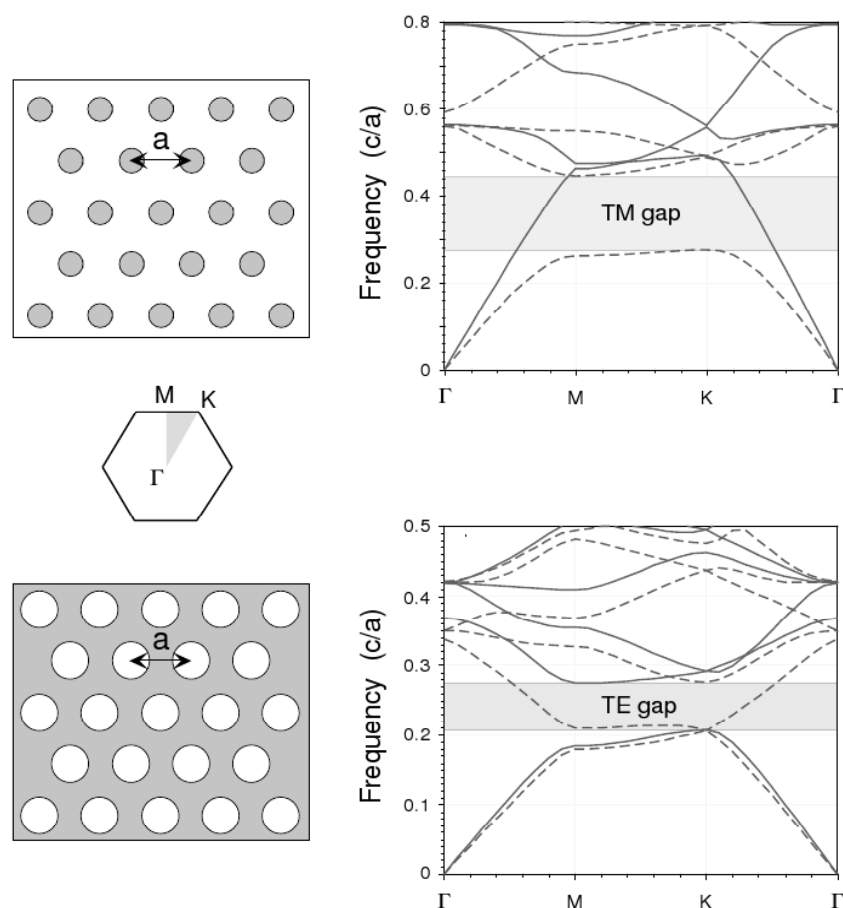 a
Frequency (c/a)
0.8
0.6
0.4
0.2
0
TM gap
Γ M K Γ
M K
Γ
a
Frequency (c/a)
0.5
0.4
0.3
0.2
0.1
0
TE gap
Γ M K Γ